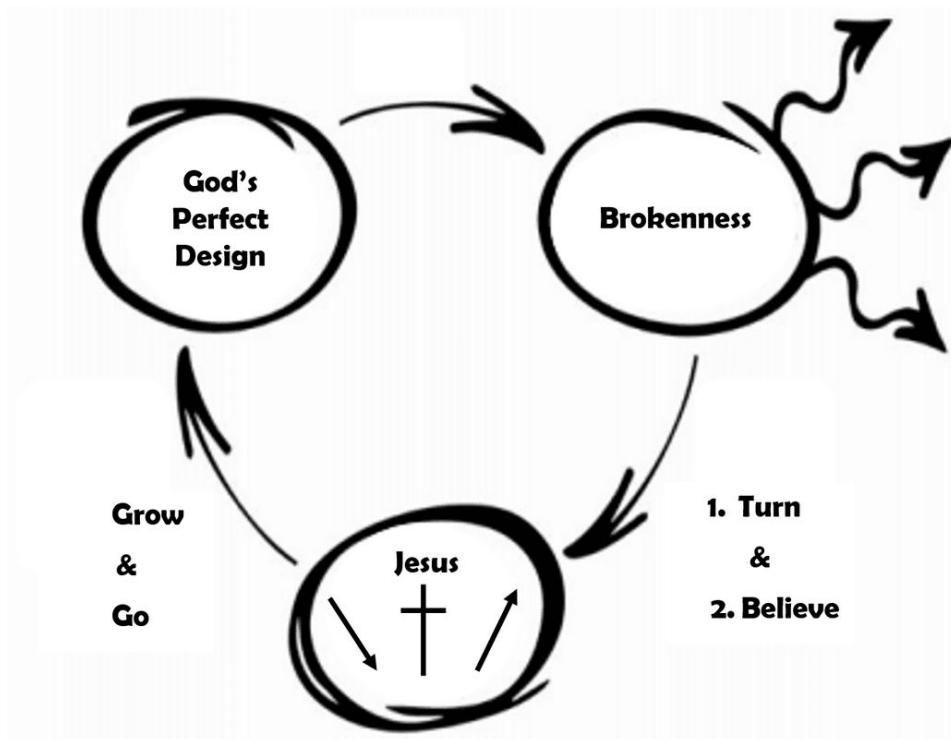 God's
Perfect
Design
Brokenness
Jesus
1. Turn
&
2. Believe
Grow
&
Go